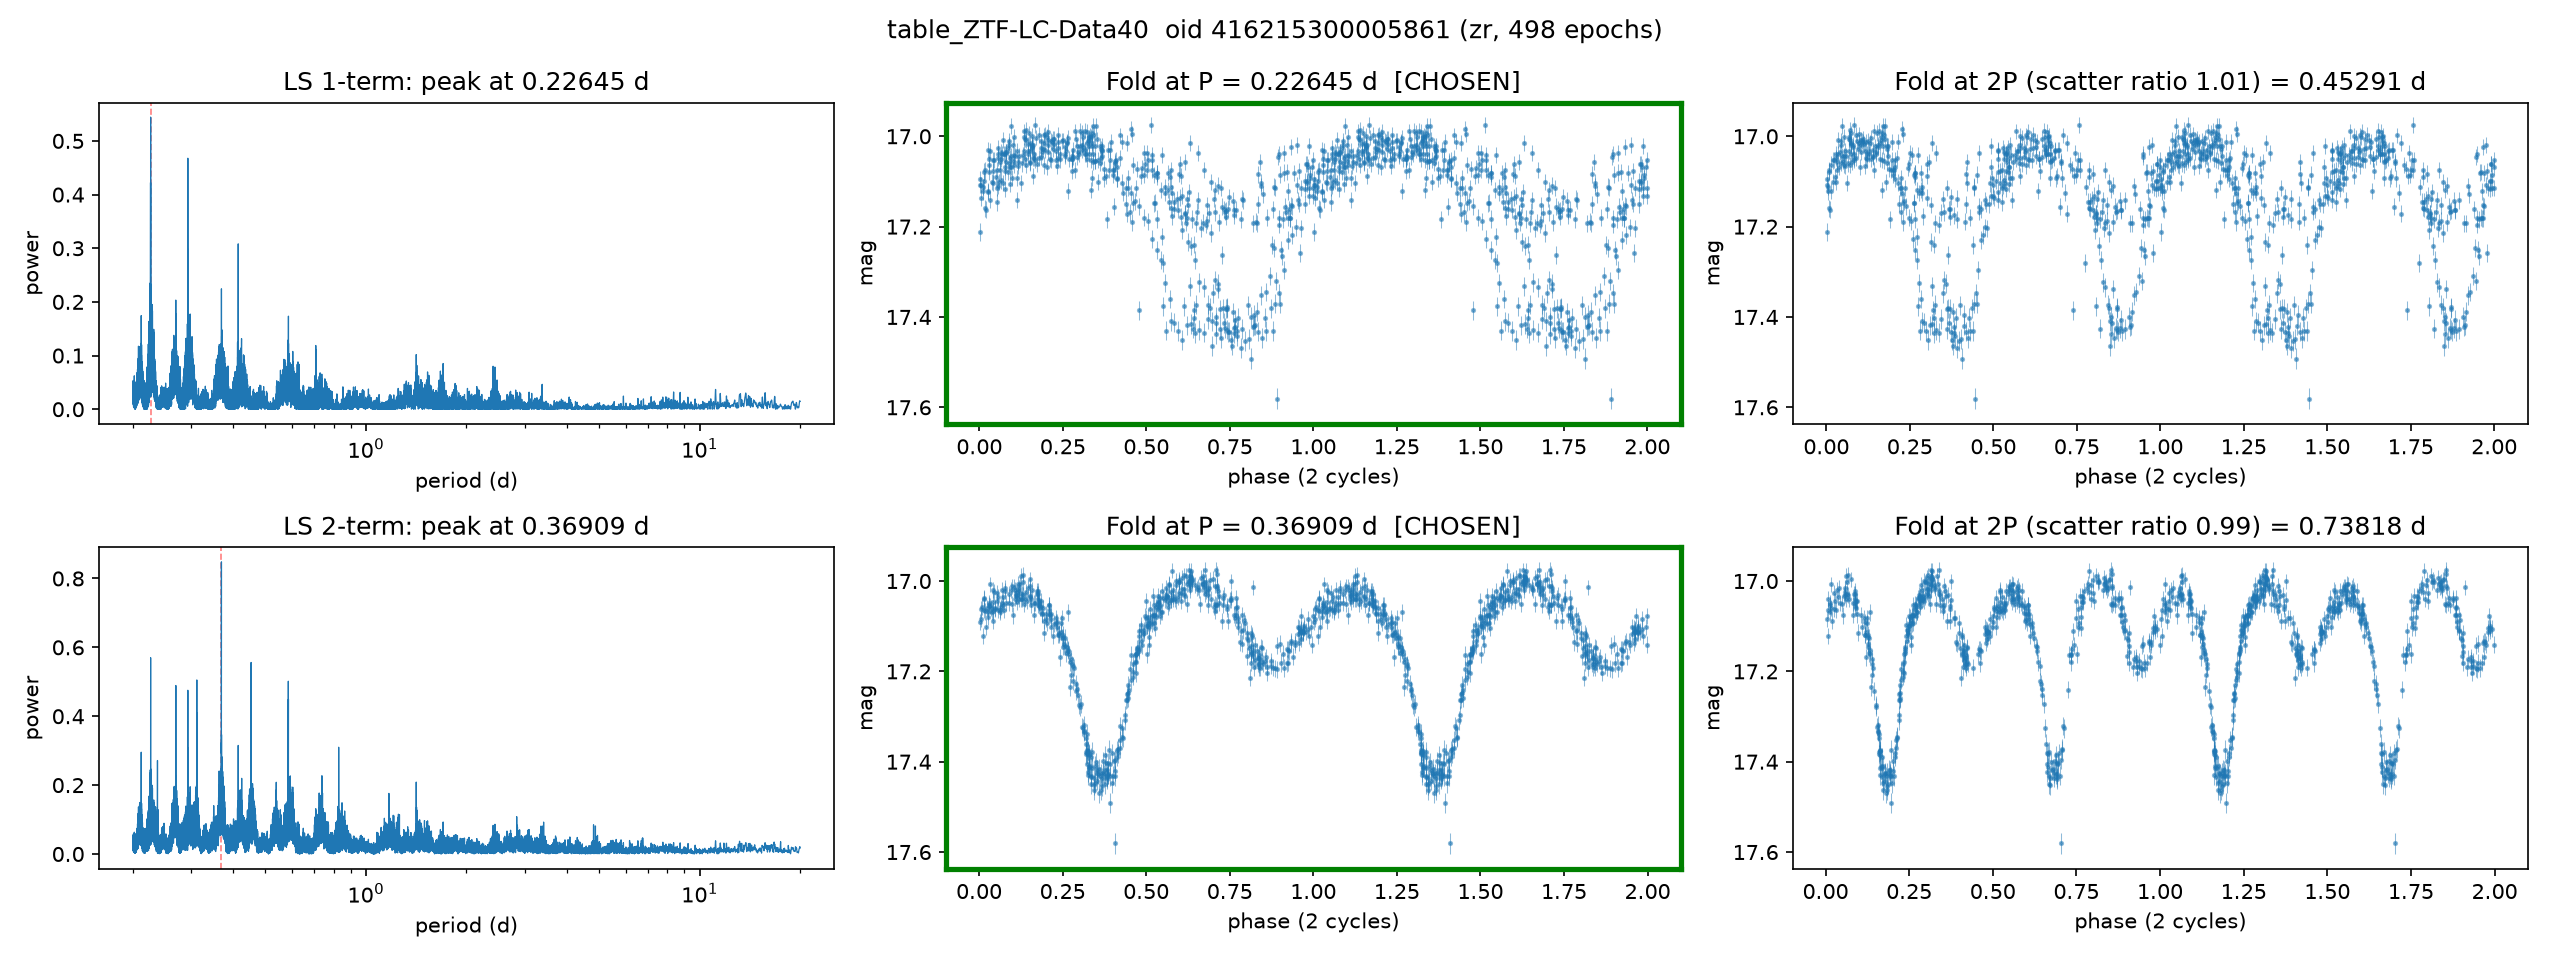 table_ZTF-LC-Data40  oid 416215300005861 (zr, 498 epochs)
LS 1-term: peak at 0.22645 d
Fold at P = 0.22645 d  [CHOSEN]
Fold at 2P (scatter ratio 1.01) = 0.45291 d
power
0.5
0.4
0.3
0.2
0.1
0.0
10⁰
10¹
period (d)
mag
17.0
17.2
17.4
17.6
0.00 0.25 0.50 0.75 1.00 1.25 1.50 1.75 2.00
phase (2 cycles)
mag
17.0
17.2
17.4
17.6
0.00 0.25 0.50 0.75 1.00 1.25 1.50 1.75 2.00
phase (2 cycles)
LS 2-term: peak at 0.36909 d
Fold at P = 0.36909 d  [CHOSEN]
Fold at 2P (scatter ratio 0.99) = 0.73818 d
power
0.8
0.6
0.4
0.2
0.0
10⁰
10¹
period (d)
mag
17.0
17.2
17.4
17.6
0.00 0.25 0.50 0.75 1.00 1.25 1.50 1.75 2.00
phase (2 cycles)
mag
17.0
17.2
17.4
17.6
0.00 0.25 0.50 0.75 1.00 1.25 1.50 1.75 2.00
phase (2 cycles)